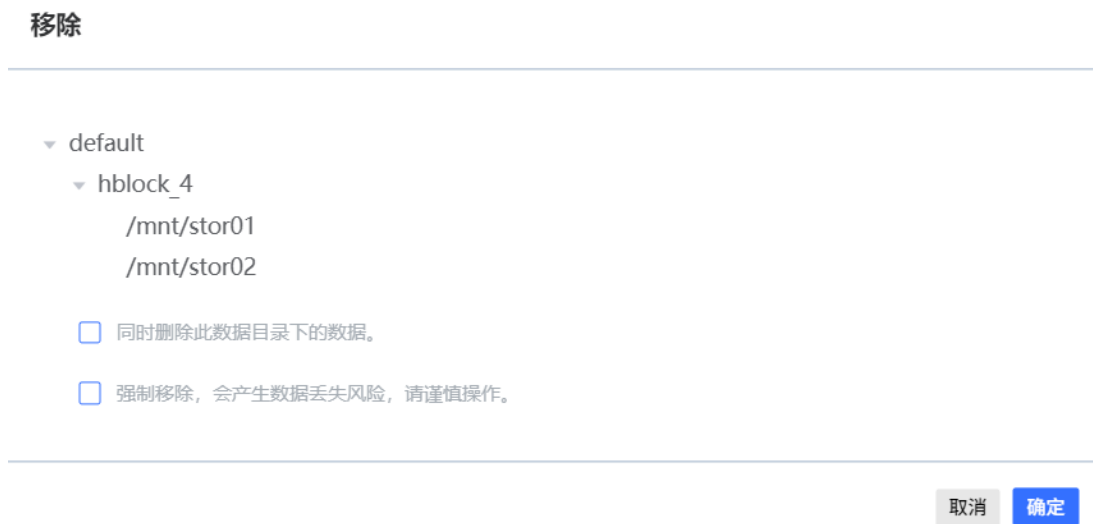 移除
default
hblock_4
/mnt/stor01
/mnt/stor02
同时删除此数据目录下的数据。
强制移除，会产生数据丢失风险，请谨慎操作。
取消 确定